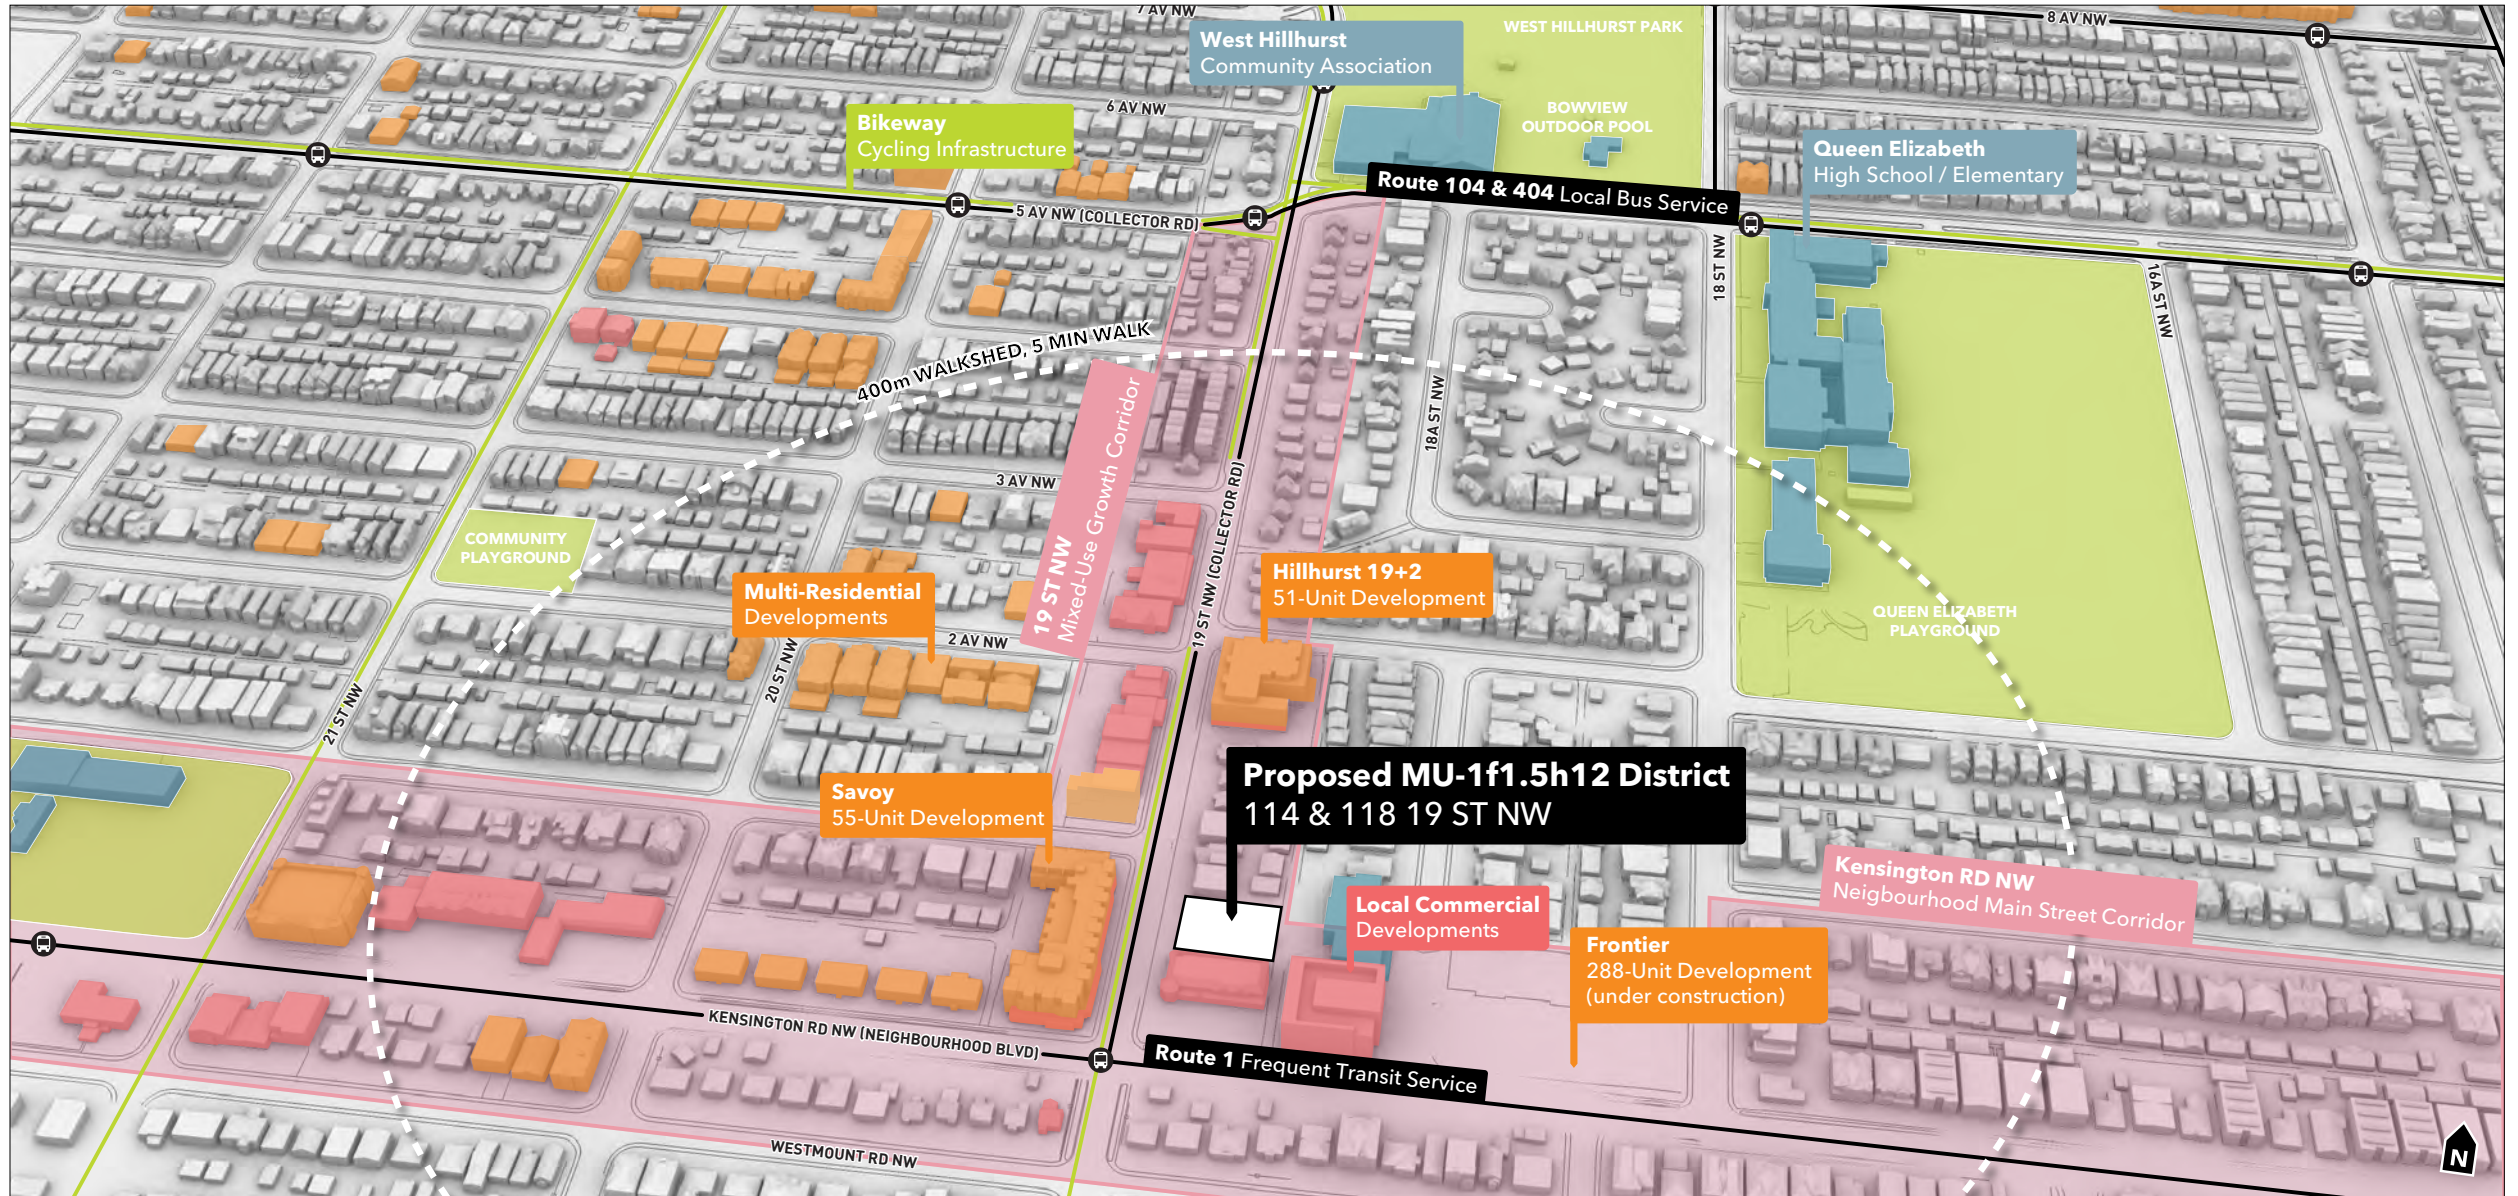 7 AV NW
8 AV NW
West Hillhurst
Community Association
WEST HILLHURST PARK
6 AV NW
BOWVIEW
OUTDOOR POOL
Bikeway
Cycling Infrastructure
Queen Elizabeth
High School / Elementary
Route 104 & 404 Local Bus Service
5 AV NW (COLLECTOR RD)
18 ST NW
16A ST NW
400m WALKSHED, 5 MIN WALK
18A ST NW
3 AV NW
19 ST NW
Mixed-Use Growth Corridor
19 ST NW (COLLECTOR RD)
COMMUNITY
PLAYGROUND
Multi-Residential
Developments
Hillhurst 19+2
51-Unit Development
QUEEN ELIZABETH
PLAYGROUND
2 AV NW
20 ST NW
21 ST NW
Proposed MU-1f1.5h12 District
114 & 118 19 ST NW
Savoy
55-Unit Development
Kensington RD NW
Neigbourhood Main Street Corridor
Local Commercial
Developments
Frontier
288-Unit Development
(under construction)
KENSINGTON RD NW (NEIGHBOURHOOD BLVD)
Route 1 Frequent Transit Service
WESTMOUNT RD NW
N